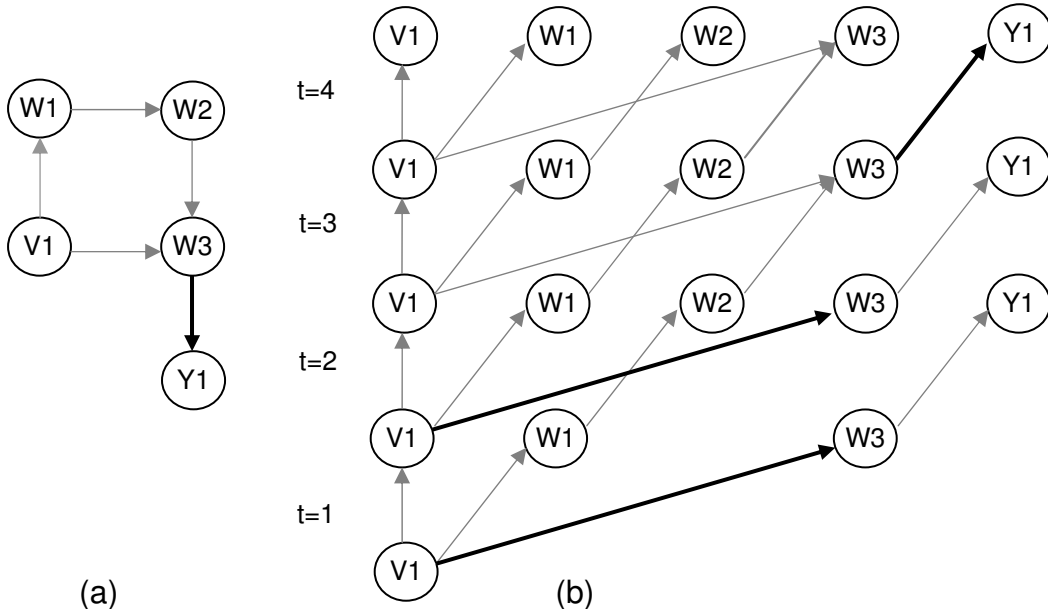 W1 W2
V1 W3
Y1
(a)
V1 W1 W2 W3 Y1
t=4
V1 W1 W2 W3 Y1
t=3
V1 W1 W2 W3 Y1
t=2
V1 W1 W3
t=1
V1
(b)